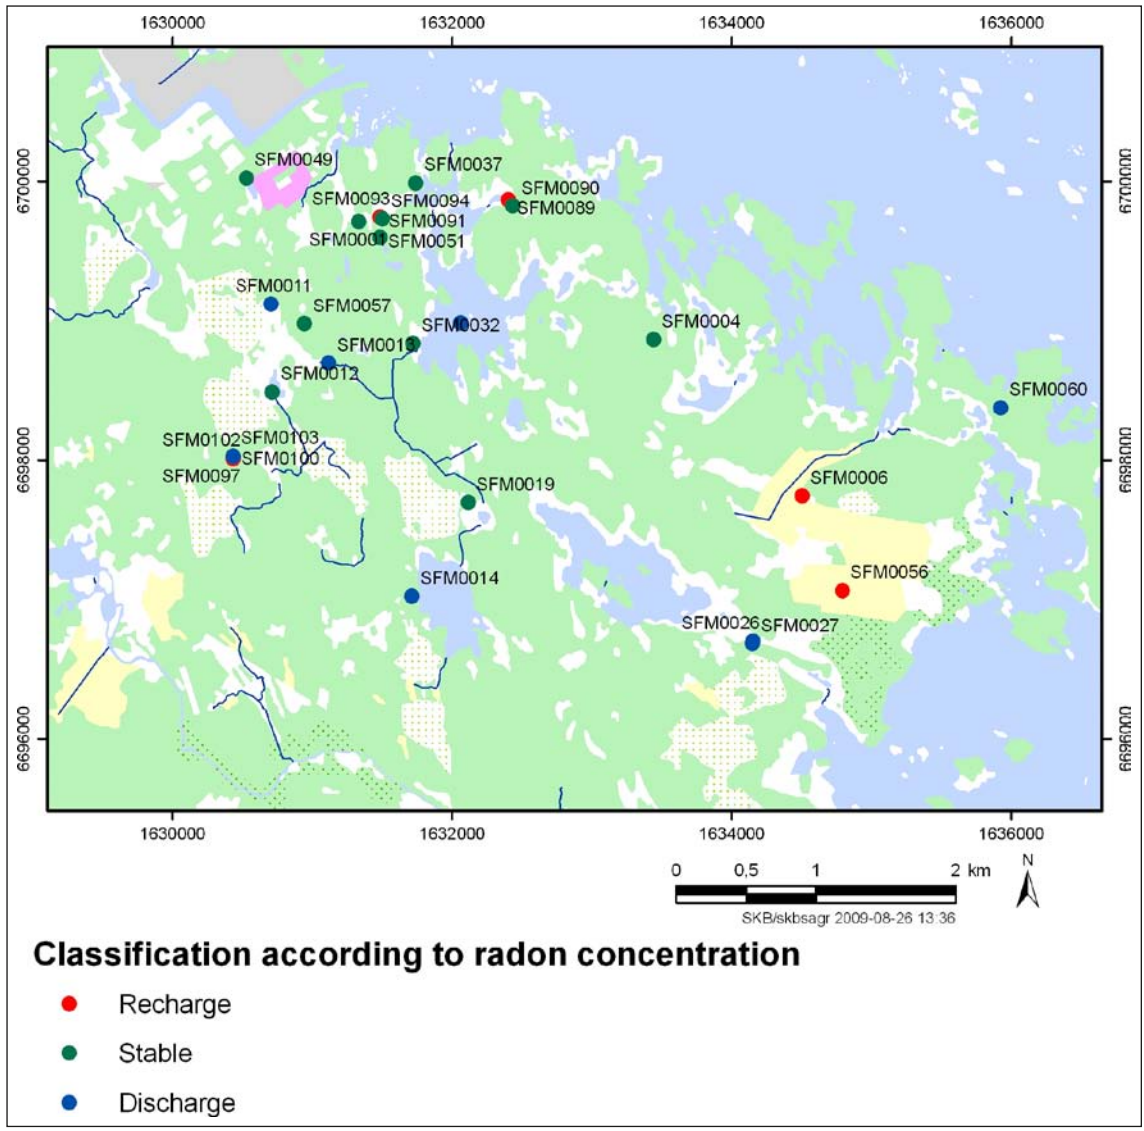 1630000 1632000 1634000 1636000
6700000 6700000
SFM0049
SFM0037
SFM0090
SFM0093 SFM0094
SFM0089
SFM0091
SFM0001 SFM0051
SFM0011
SFM0057
SFM0032
SFM0004
SFM0013
SFM0012
SFM0060
SFM0102 SFM0103
SFM0100
SFM0097
6698000 6698000
SFM0006
SFM0019
SFM0014
SFM0056
SFM0026 SFM0027
6696000 6696000
1630000 1632000 1634000 1636000
0 0,5 1 2 km
N
SKB/skbsagr 2009-08-26 13:36
Classification according to radon concentration
Recharge
Stable
Discharge